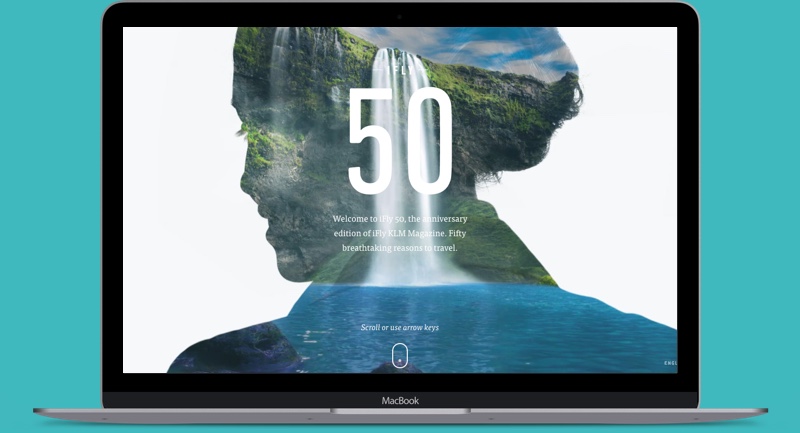 iFLY
50
Welcome to iFly 50, the anniversary
edition of iFly KLM Magazine. Fifty
breathtaking reasons to travel.
Scroll or use arrow keys
MacBook